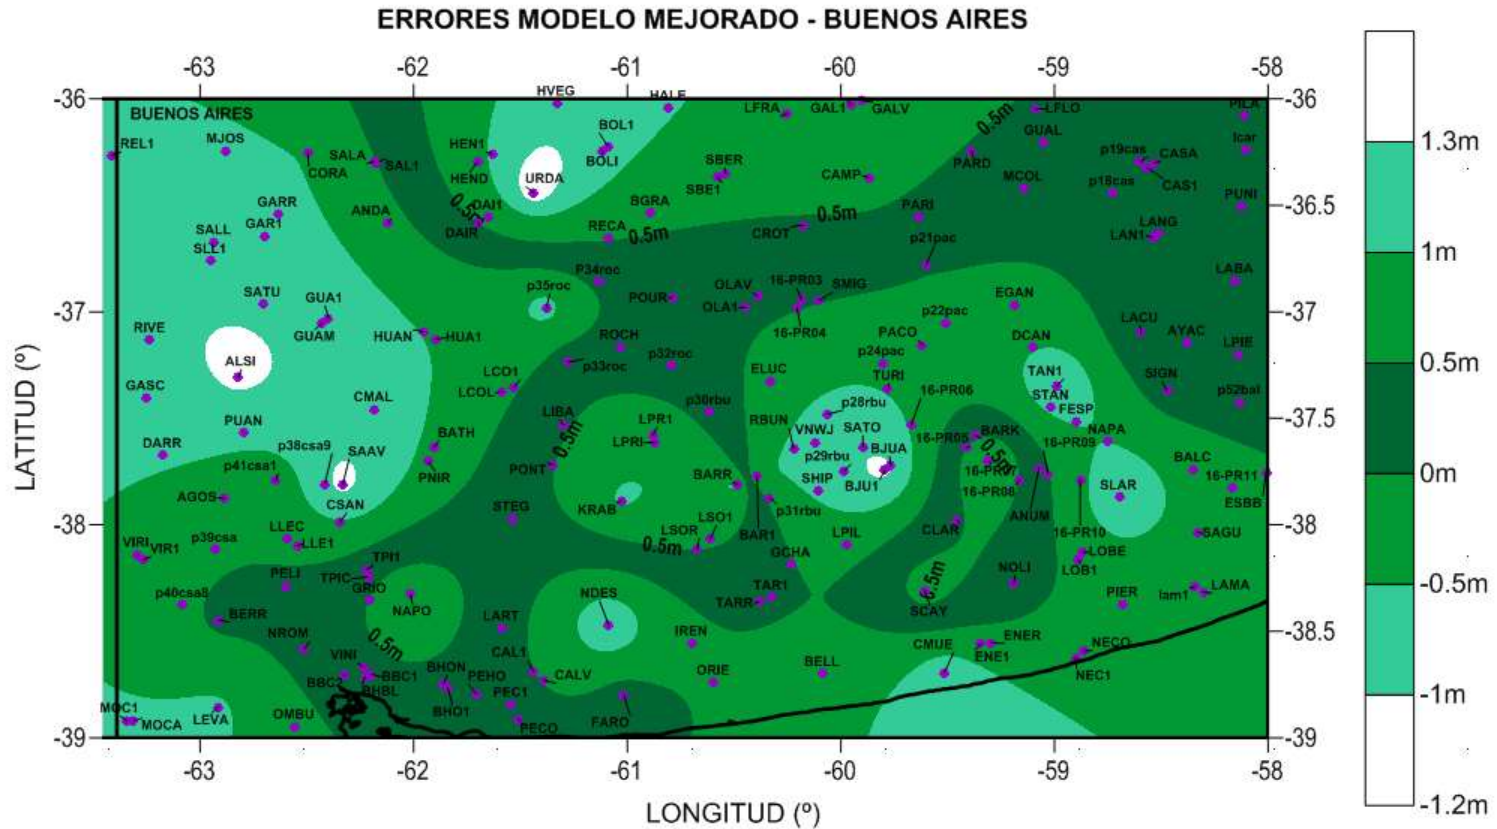 ERRORES MODELO MEJORADO - BUENOS AIRES
-63 -62 -61 -60 -59 -58
-36 -36
BUENOS AIRES
HVEG HALE LFRA GAL1 GALV 0.5m LFLO PILA
REL1 MJOS CORA SALA SAL1 HEN1 HEND BOL1 BOLI SBER SBE1 CAMP PARD GUAL MCOL p19cas CASA CAS1 p18cas Icar
URDA
GARR GAR1 ANDA 0.5m DAI1 DAIR BGRA RECA 0.5m CROT 0.5m PARI LANG LAN1 PUNI
-36.5
SALL SLL1 p21pac
SATU GUA1 GUAM p35roc P34roc POUR OLAV OLA1 16-PR03 SMIG 16-PR04 EGAN LABA
-37 -37
RIVE HUAN HUA1 ROCH p22pac PACO DCAN LACU AYAC LPIE
ALSI p33roc p32roc p24pac
GASC LCO1 LCOL ELUC TURI 16-PR06 TAN1 STAN FESP SIGN p52bal
CMAL p30rbu p28rbu
-37.5
PUAN LIBA 0.5m LPR1 LPRI RBUN VNWJ SATO BJUA 16-PR05 BARK 0.5m 16-PR09 NAPA
DARR p38csa9 SAAV BATH PNIR PONT BARR p29rbu SHIP BJU1 16-PR07 16-PR08 BALC 16-PR11
p41csa1
AGOS CSAN KRAB p31rbu SLAR ESBB
-38 -38
STEG LSO1 LSOR 0.5m BAR1 LPIL CLAR ANUM 16-PR10 SAGU
VIRI VIR1 p39csa LLEC LLE1 GCHA LOBE LOB1
PELI TPI1 TPIC GRIO NOLI
p40csa8 BERR NAPO NDES TAR1 TARR 0.5m SCAY PIER lam1 LAMA
NROM 0.5m LART IREN
-38.5
VINI BBC2 BBC1 BHBL BHON BHO1 PEHO CAL1 CALV PEC1 ORIE BELL CMUE ENER ENE1 NECO NEC1
MOC1 MOCA LEVA OMBU PECO FARO
-39 -39
-63 -62 -61 -60 -59 -58
LATITUD (º)
LONGITUD (º)
1.3m
1m
0.5m
0m
-0.5m
-1m
-1.2m